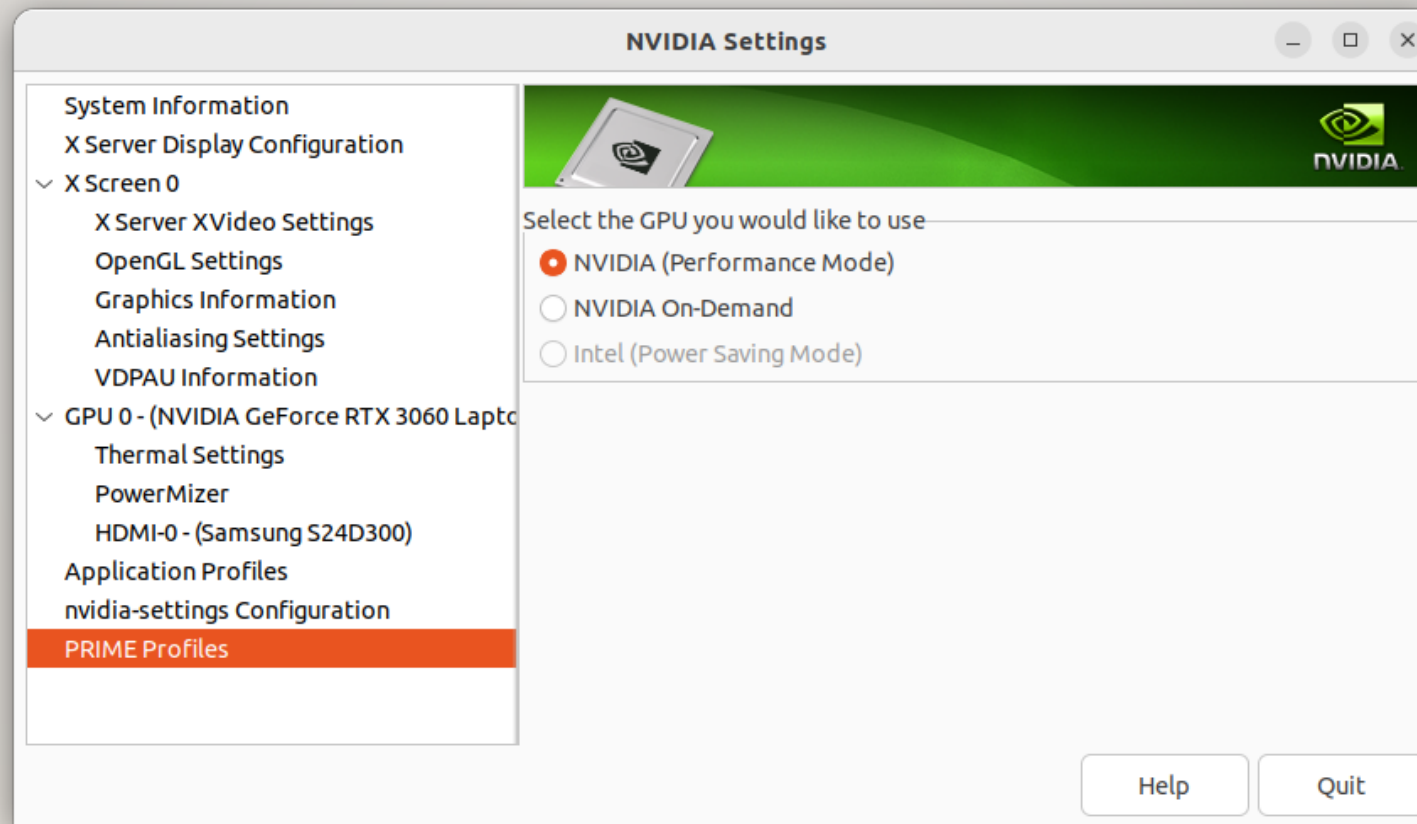 NVIDIA Settings
System Information
X Server Display Configuration
X Screen 0
X Server XVideo Settings
OpenGL Settings
Graphics Information
Antialiasing Settings
VDPAU Information
GPU 0 - (NVIDIA GeForce RTX 3060 Lapto
Thermal Settings
PowerMizer
HDMI-0 - (Samsung S24D300)
Application Profiles
nvidia-settings Configuration
PRIME Profiles
NVIDIA.
Select the GPU you would like to use
NVIDIA (Performance Mode)
NVIDIA On-Demand
Intel (Power Saving Mode)
Help
Quit